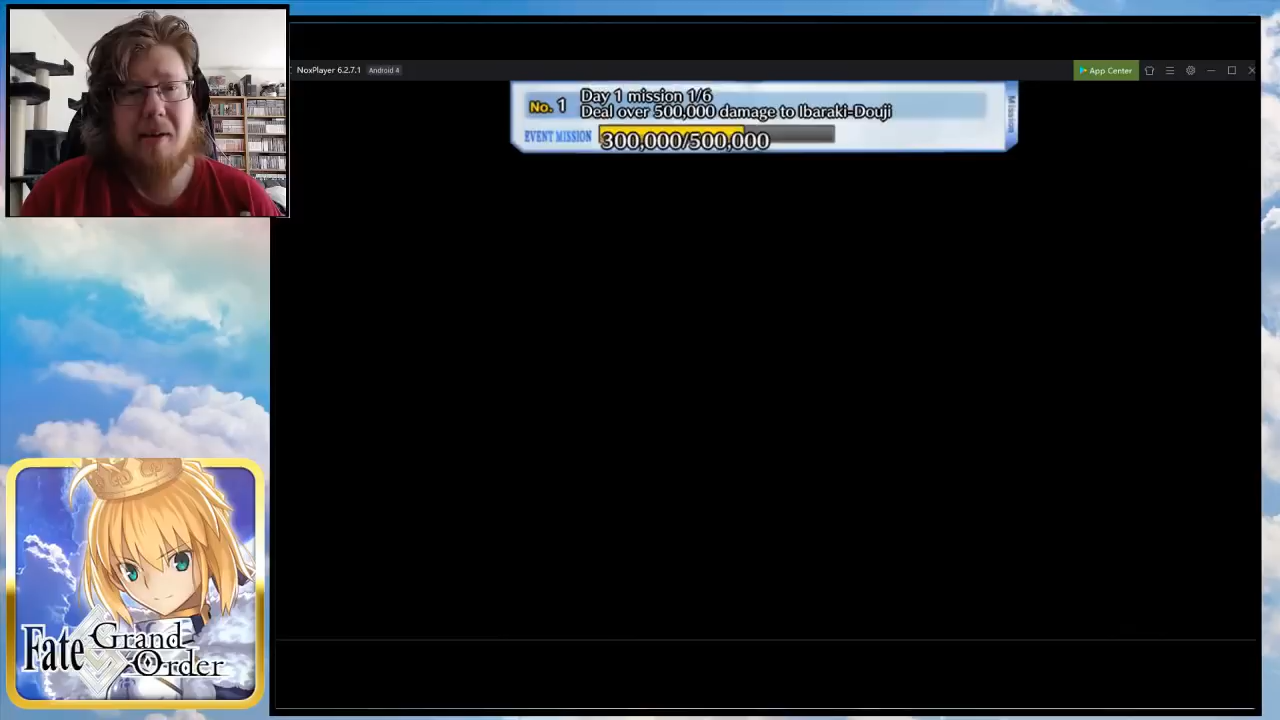 NoxPlayer 6.2.7.1 Android 4
App Center
No. 1
Day 1 mission 1/6
Deal over 500,000 damage to Ibaraki-Douji
EVENT MISSION
300,000/500,000
Mission
Fate
Grand
Order